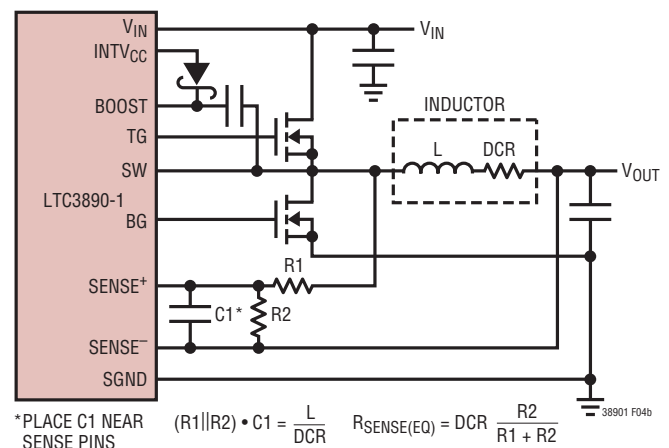 V_IN
V_IN
INTV_CC
BOOST
INDUCTOR
TG
L
DCR
SW
V_OUT
LTC3890-1
BG
R1
SENSE⁺
C1*
R2
SENSE⁻
SGND
38901 F04b
*PLACE C1 NEAR
SENSE PINS
(R1||R2) • C1 = L/DCR
R_SENSE(EQ) = DCR R2/(R1 + R2)